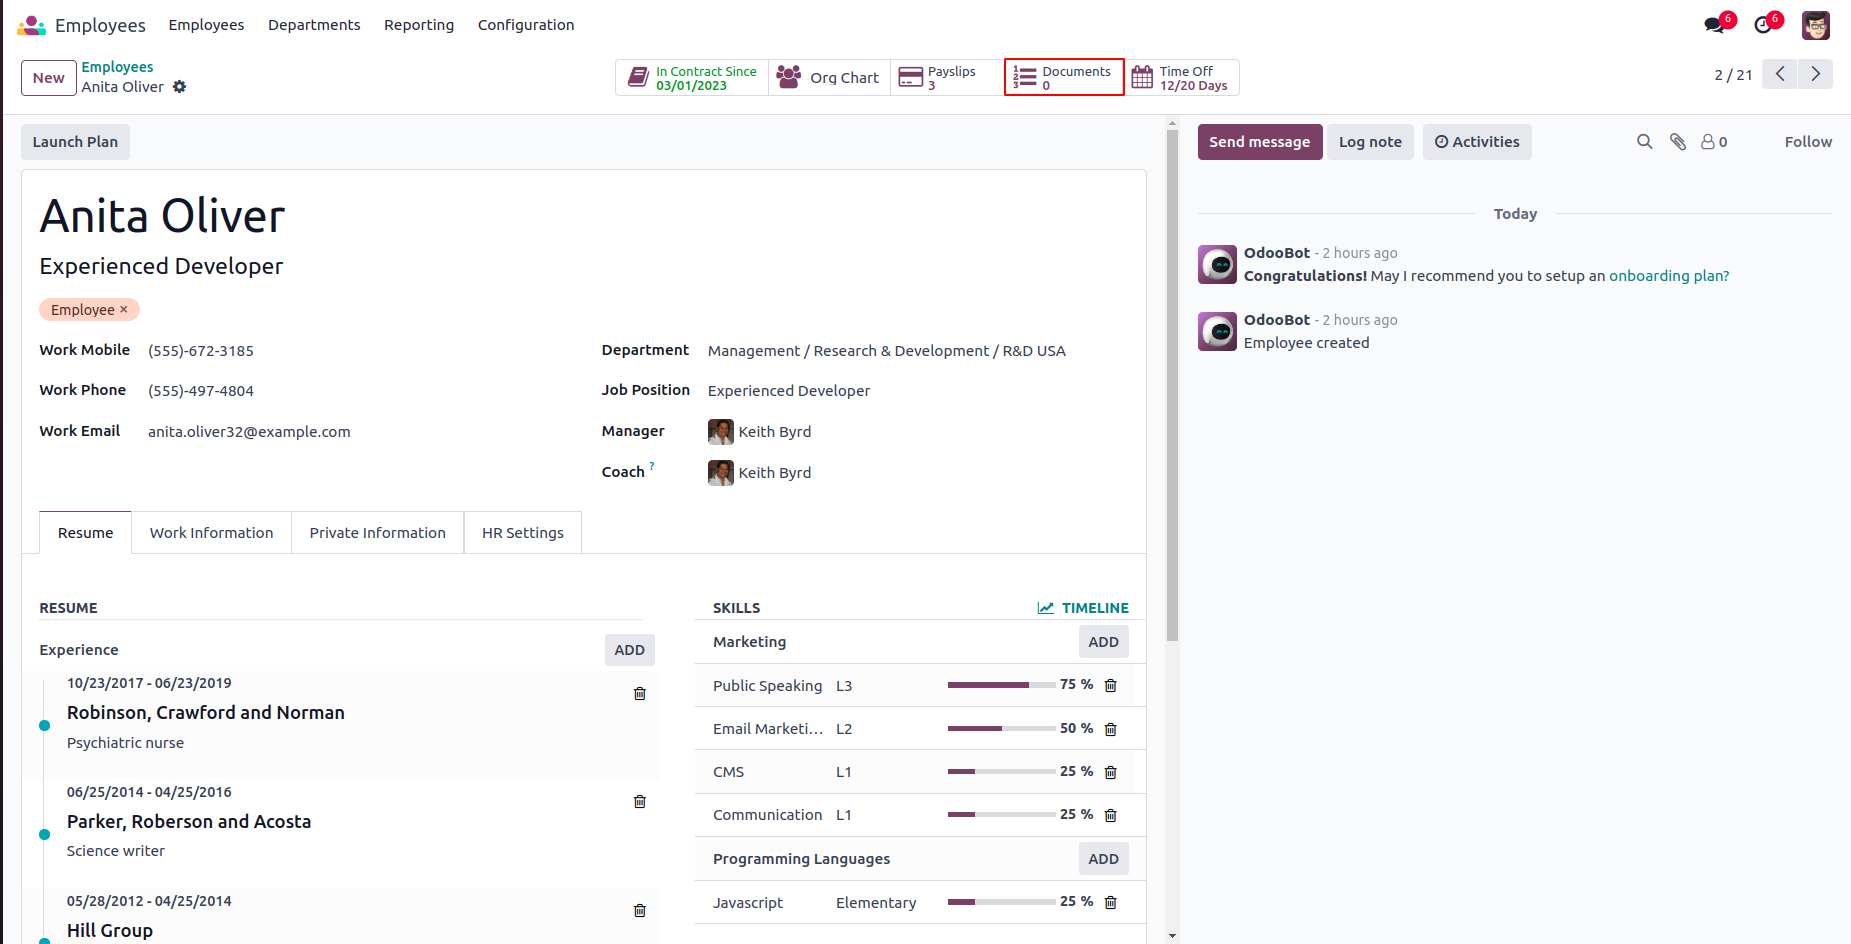 Employees Employees Departments Reporting Configuration 6 6
New Employees
Anita Oliver
In Contract Since
03/01/2023
Org Chart
Payslips
3
Documents
0
Time Off
12/20 Days
2 / 21
Launch Plan
Send message Log note Activities 0 Follow
Anita Oliver
Experienced Developer
Employee ×
Work Mobile (555)-672-3185
Work Phone (555)-497-4804
Work Email anita.oliver32@example.com
Department Management / Research & Development / R&D USA
Job Position Experienced Developer
Manager Keith Byrd
Coach ? Keith Byrd
Resume Work Information Private Information HR Settings
RESUME
Experience ADD
10/23/2017 - 06/23/2019
Robinson, Crawford and Norman
Psychiatric nurse
06/25/2014 - 04/25/2016
Parker, Roberson and Acosta
Science writer
05/28/2012 - 04/25/2014
Hill Group
SKILLS TIMELINE
Marketing ADD
Public Speaking L3 75 %
Email Marketi... L2 50 %
CMS L1 25 %
Communication L1 25 %
Programming Languages ADD
Javascript Elementary 25 %
Today
OdooBot - 2 hours ago
Congratulations! May I recommend you to setup an onboarding plan?
OdooBot - 2 hours ago
Employee created